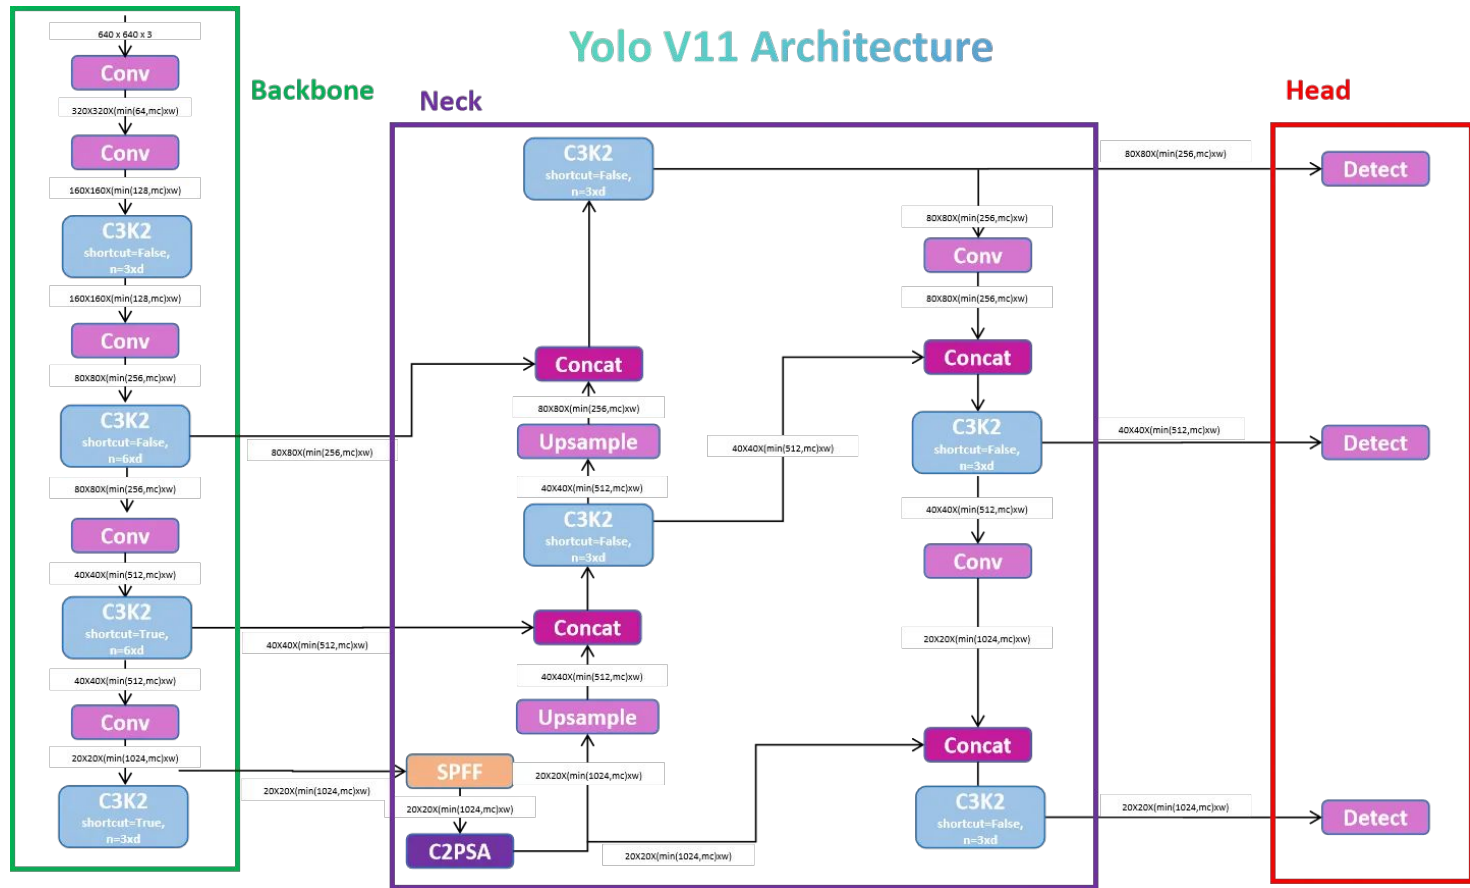 Yolo V11 Architecture
Backbone
Neck
Head
640 x 640 x 3
Conv
320X320X(min(64,mc)xw)
Conv
160X160X(min(128,mc)xw)
C3K2
shortcut=False,
n=3xd
160X160X(min(128,mc)xw)
Conv
80X80X(min(256,mc)xw)
C3K2
shortcut=False,
n=6xd
80X80X(min(256,mc)xw)
80X80X(min(256,mc)xw)
Conv
40X40X(min(512,mc)xw)
C3K2
shortcut=True,
n=6xd
40X40X(min(512,mc)xw)
40X40X(min(512,mc)xw)
Conv
20X20X(min(1024,mc)xw)
C3K2
shortcut=True,
n=3xd
20X20X(min(1024,mc)xw)
C3K2
shortcut=False,
n=3xd
Concat
80X80X(min(256,mc)xw)
Upsample
40X40X(min(512,mc)xw)
C3K2
shortcut=False,
n=3xd
40X40X(min(512,mc)xw)
Concat
40X40X(min(512,mc)xw)
Upsample
SPFF
20X20X(min(1024,mc)xw)
20X20X(min(1024,mc)xw)
C2PSA
20X20X(min(1024,mc)xw)
80X80X(min(256,mc)xw)
80X80X(min(256,mc)xw)
Conv
80X80X(min(256,mc)xw)
Concat
C3K2
shortcut=False,
n=3xd
40X40X(min(512,mc)xw)
40X40X(min(512,mc)xw)
Conv
20X20X(min(1024,mc)xw)
Concat
C3K2
shortcut=False,
n=3xd
20X20X(min(1024,mc)xw)
Detect
Detect
Detect